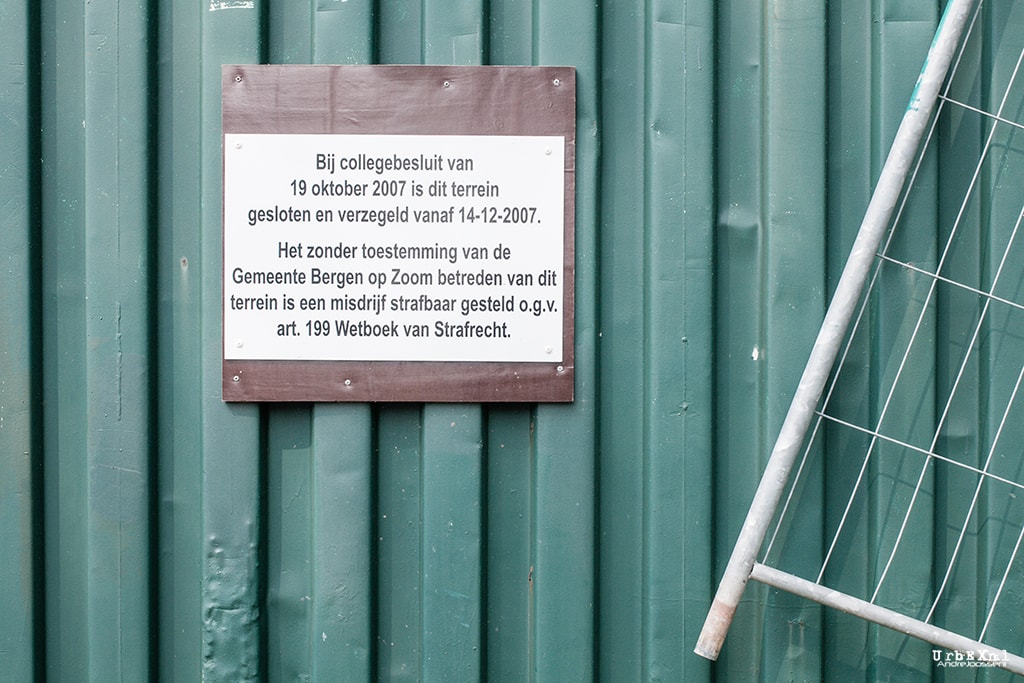 Bij collegebesluit van
19 oktober 2007 is dit terrein
gesloten en verzegeld vanaf 14-12-2007.
Het zonder toestemming van de
Gemeente Bergen op Zoom betreden van dit
terrein is een misdrijf strafbaar gesteld o.g.v.
art. 199 Wetboek van Strafrecht.
UrbEXnl
AndreJoosse.nl